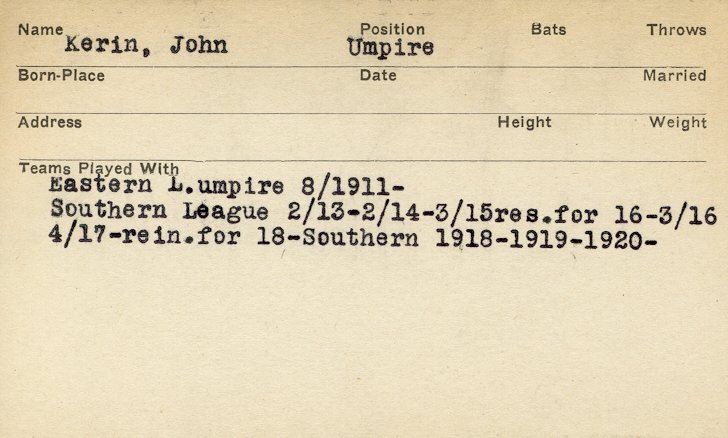 Name Position Bats Throws
Kerin, John Umpire
Born-Place Date Married
Address Height Weight
Teams Played With
Eastern L.umpire 8/1911-
Southern League 2/13-2/14-3/15res.for 16-3/16
4/17-rein.for 18-Southern 1918-1919-1920-